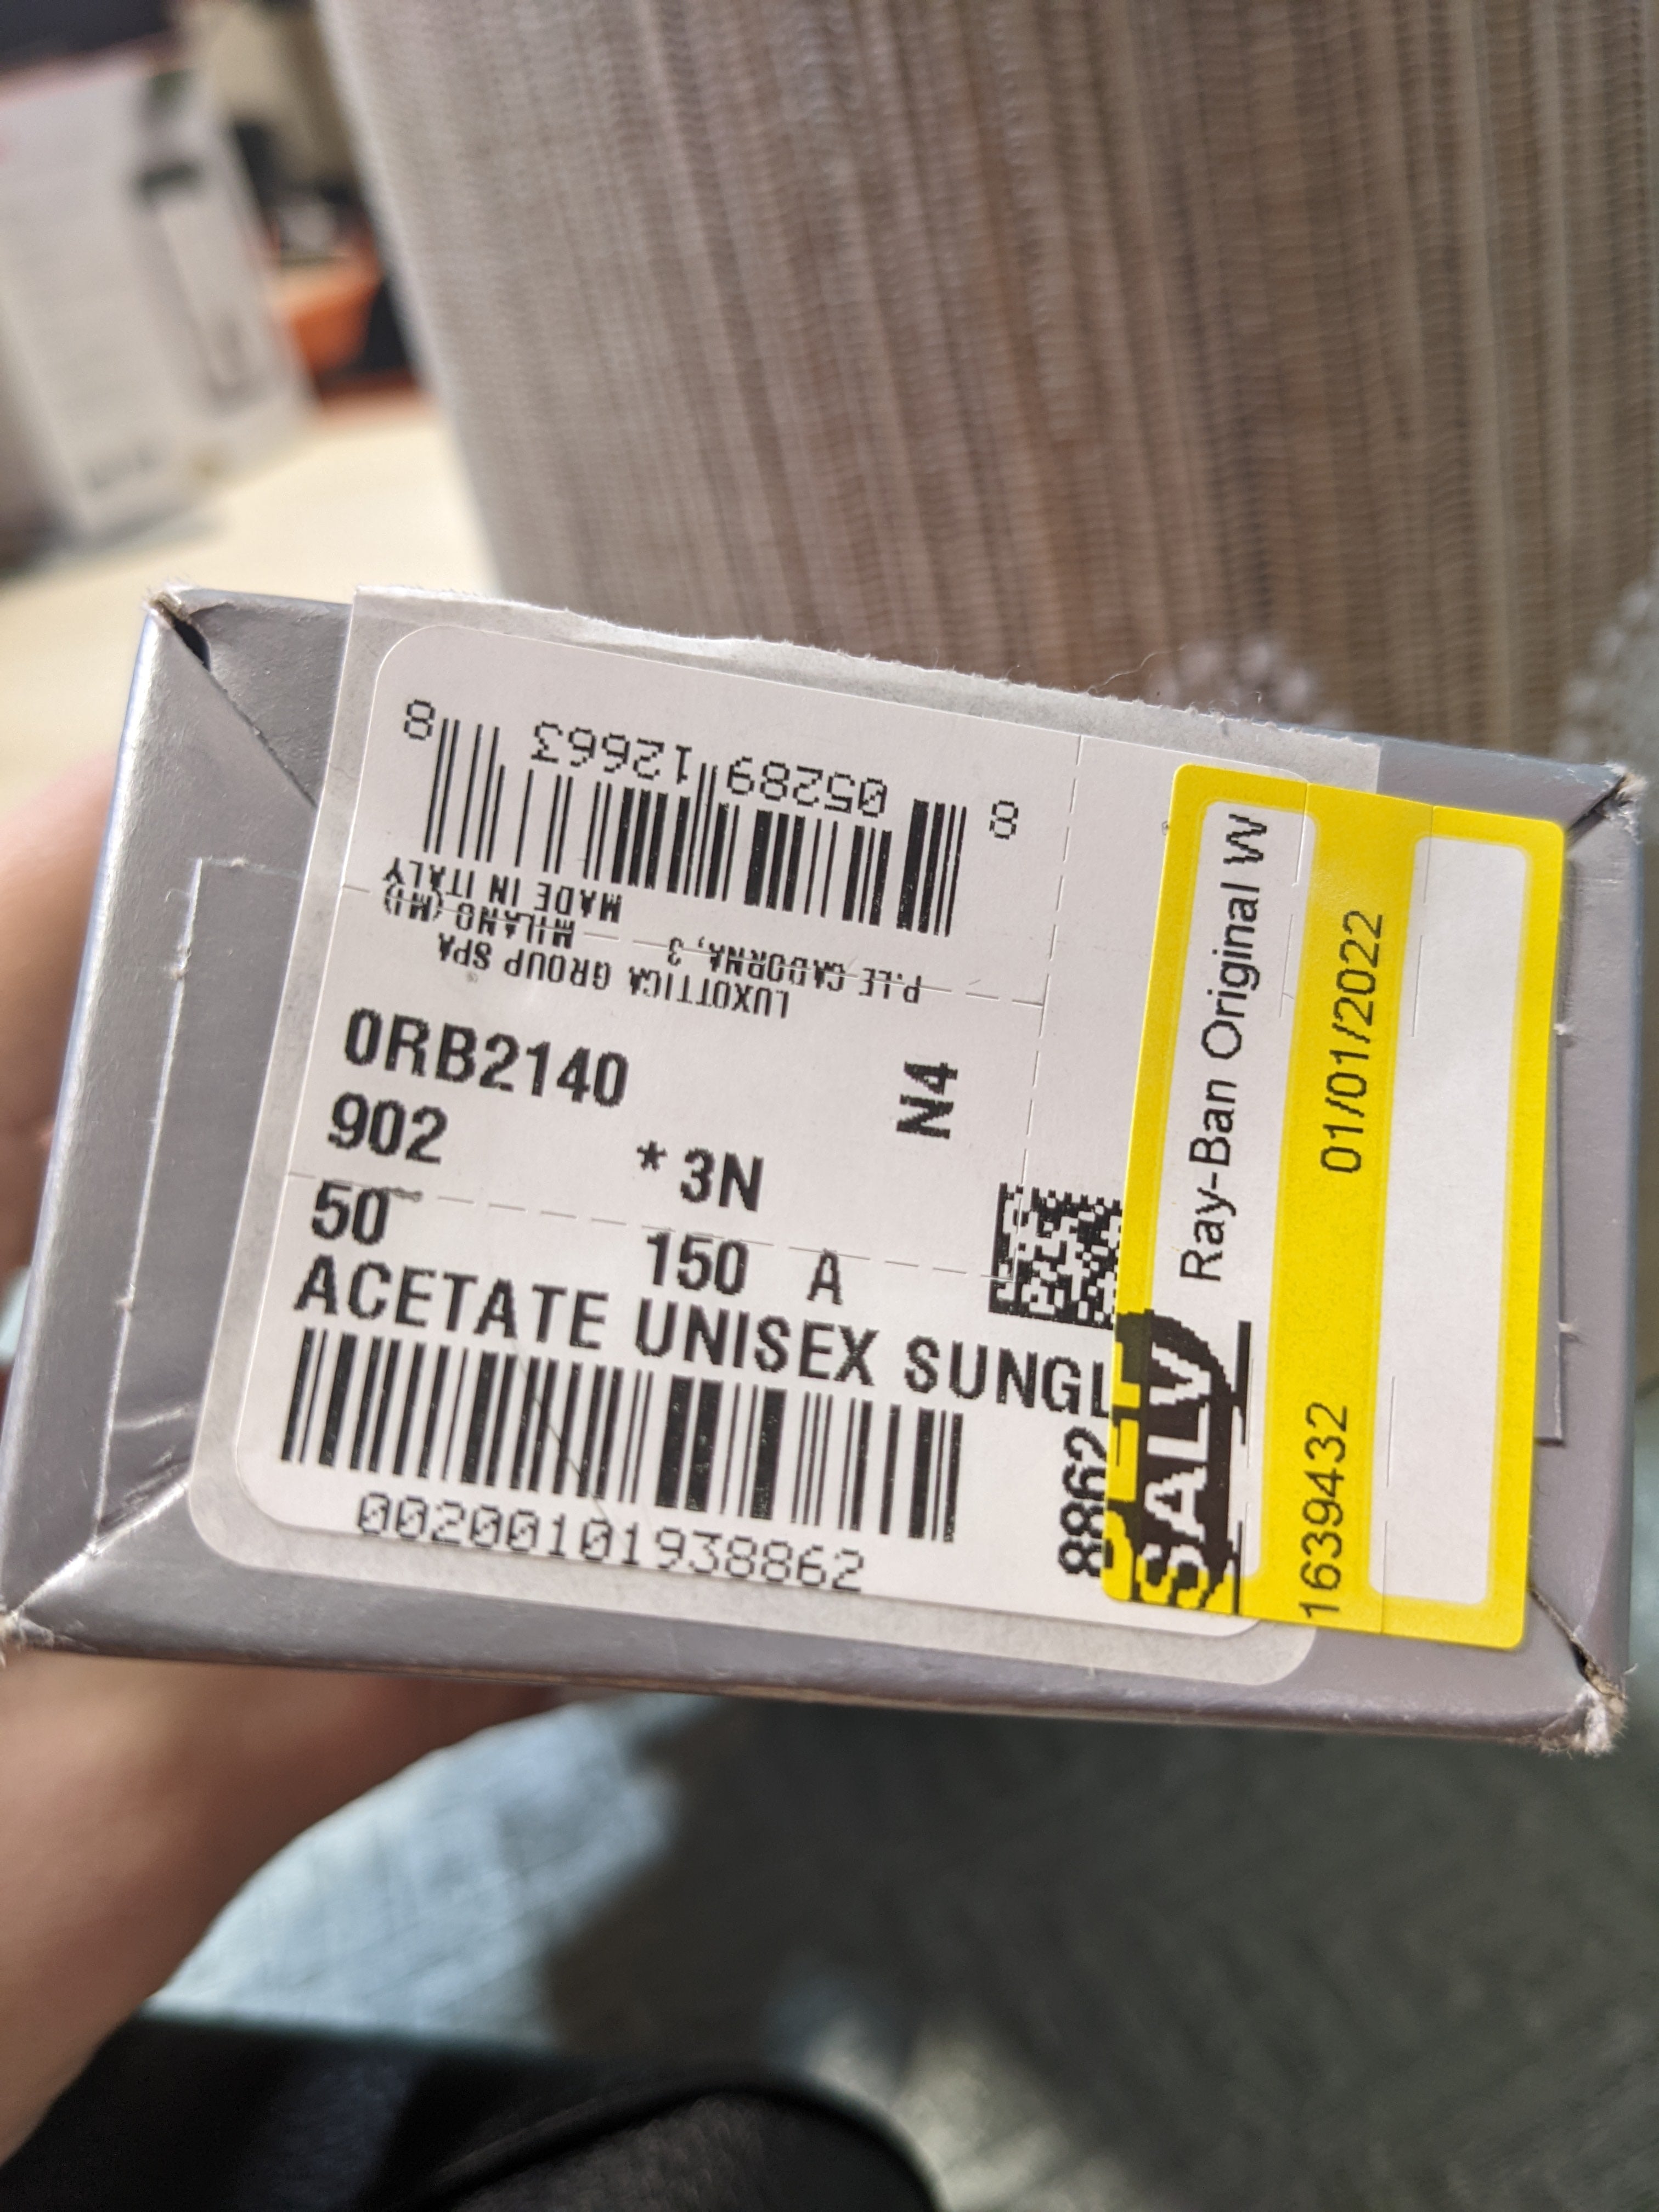 8 05289 12663 8
MADE IN ITALY
P.LE CADORNA, 3 MILANO (MI)
LUXOTTICA GROUP SPA
0RB2140 N4
902 *3N
50 150 A
ACETATE UNISEX SUNGL
00200101938862
8862
SALV
Ray-Ban Original W
1639432 01/01/2022